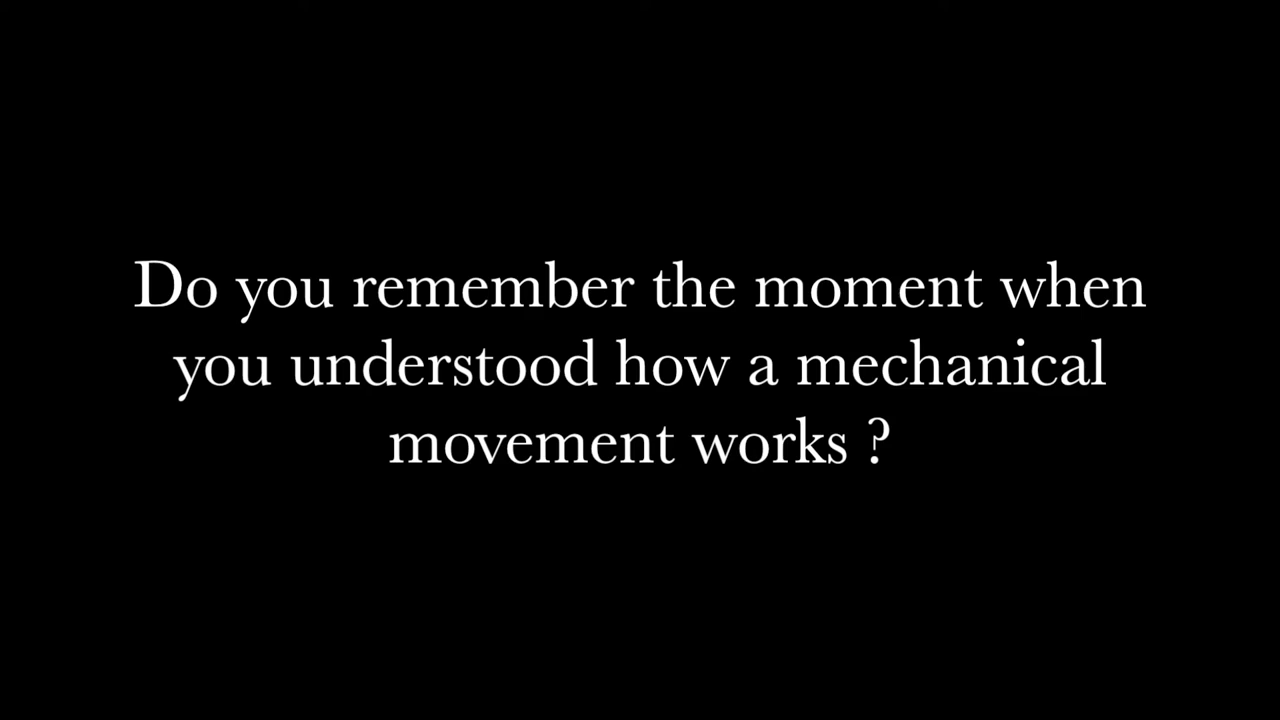 Do you remember the moment when
you understood how a mechanical
movement works ?